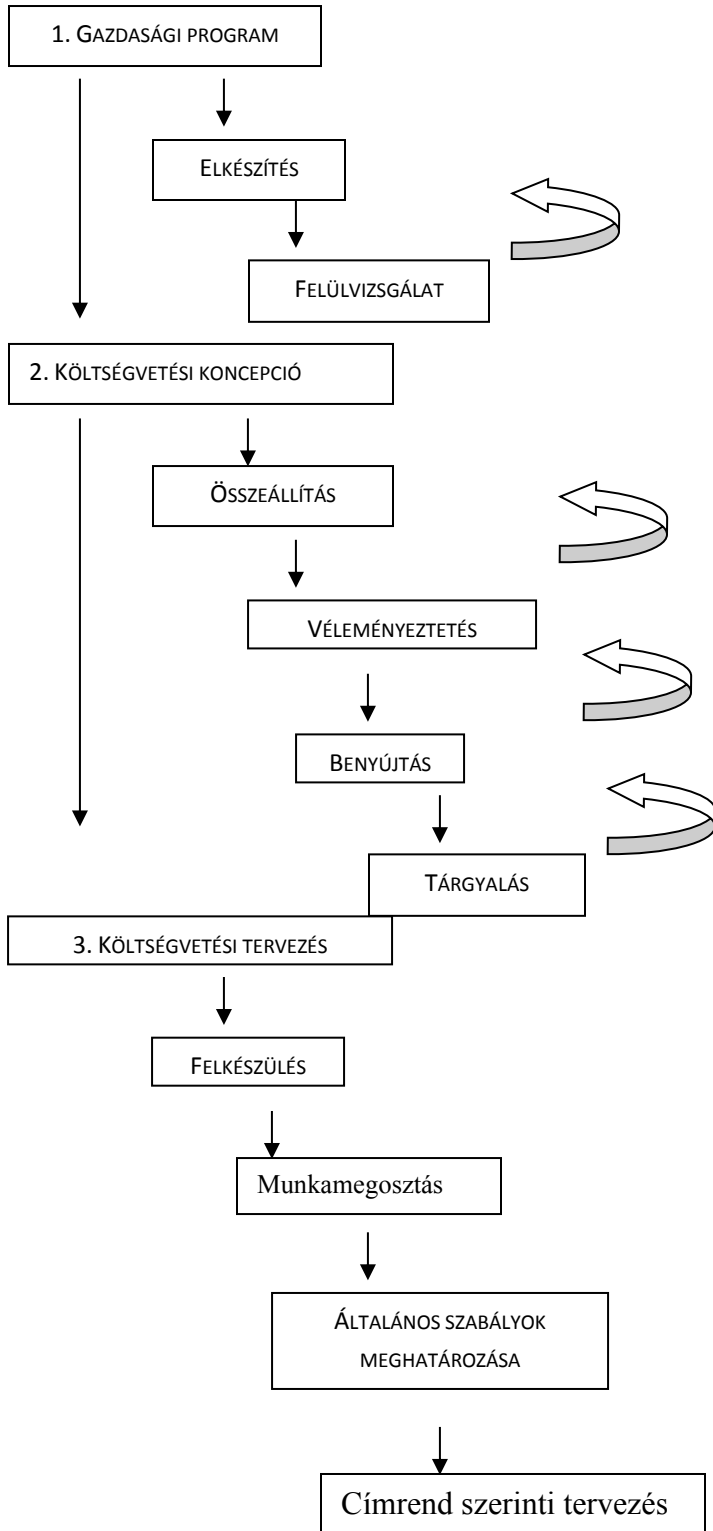 1. GAZDASÁGI PROGRAM
ELKÉSZÍTÉS
FELÜLVIZSGÁLAT
2. KÖLTSÉGVETÉSI KONCEPCIÓ
ÖSSZEÁLLÍTÁS
VÉLEMÉNYEZTETÉS
BENYÚJTÁS
TÁRGYALÁS
3. KÖLTSÉGVETÉSI TERVEZÉS
FELKÉSZÜLÉS
Munkamegosztás
ÁLTALÁNOS SZABÁLYOK
MEGHATÁROZÁSA
Címrend szerinti tervezés